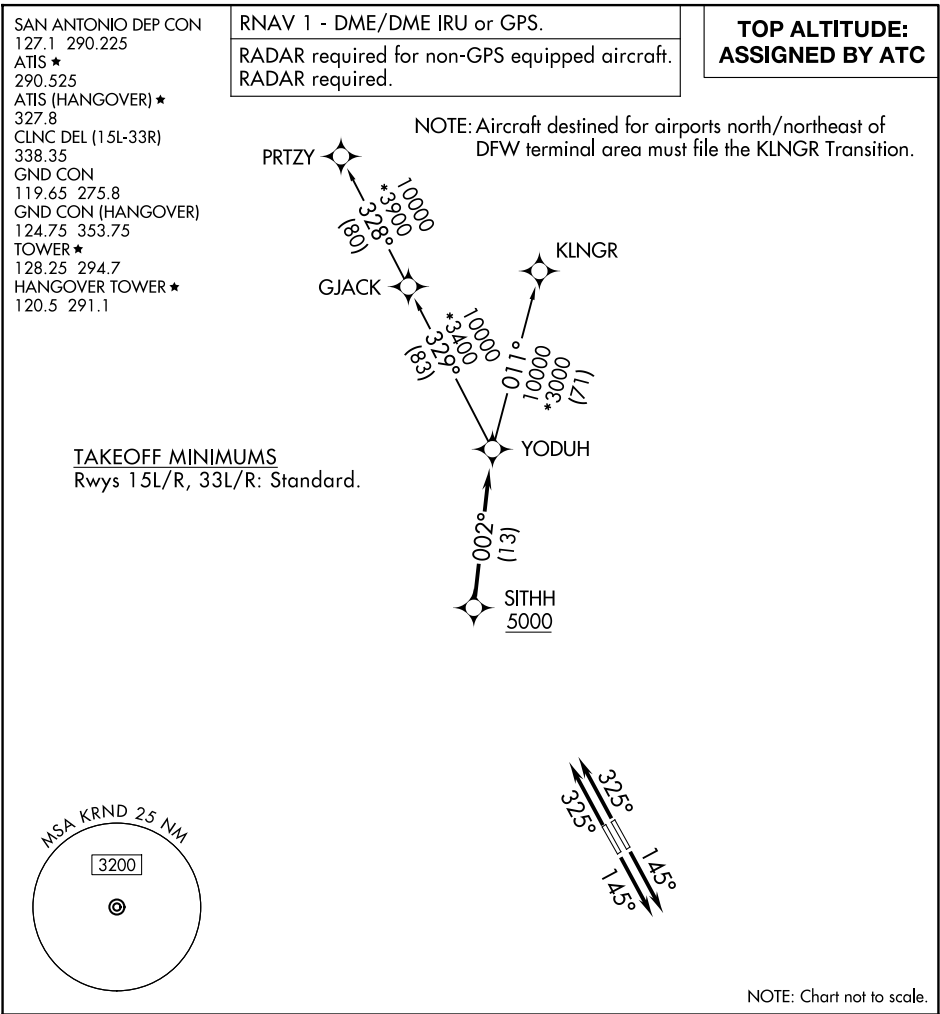 SAN ANTONIO DEP CON
127.1 290.225
ATIS ★
290.525
ATIS (HANGOVER) ★
327.8
CLNC DEL (15L-33R)
338.35
GND CON
119.65 275.8
GND CON (HANGOVER)
124.75 353.75
TOWER ★
128.25 294.7
HANGOVER TOWER ★
120.5 291.1
RNAV 1 - DME/DME IRU or GPS.
RADAR required for non-GPS equipped aircraft.
RADAR required.
TOP ALTITUDE:
ASSIGNED BY ATC
NOTE: Aircraft destined for airports north/northeast of
DFW terminal area must file the KLNGR Transition.
PRTZY
10000
*3900
328°
(80)
KLNGR
GJACK
10000
*3400
329°
(83)
011°
10000
*3000
(71)
YODUH
TAKEOFF MINIMUMS
Rwys 15L/R, 33L/R: Standard.
002°
(13)
SITHH
5000
325°
325°
145°
145°
MSA KRND 25 NM
3200
NOTE: Chart not to scale.